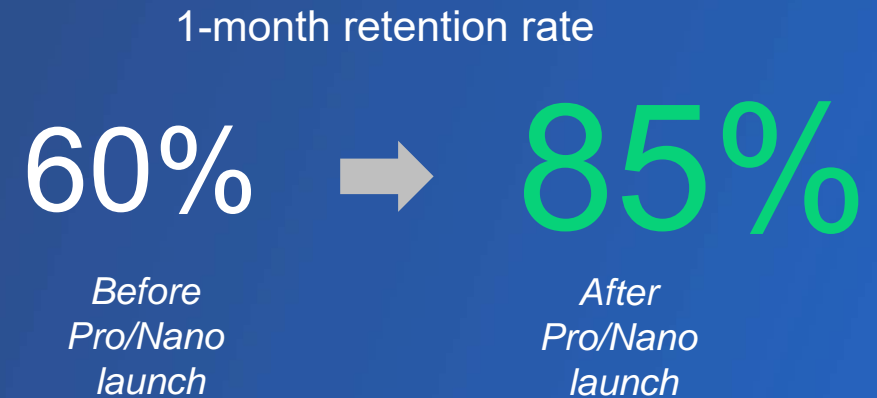 1-month retention rate
60%
85%
Before
Pro/Nano
launch
After
Pro/Nano
launch